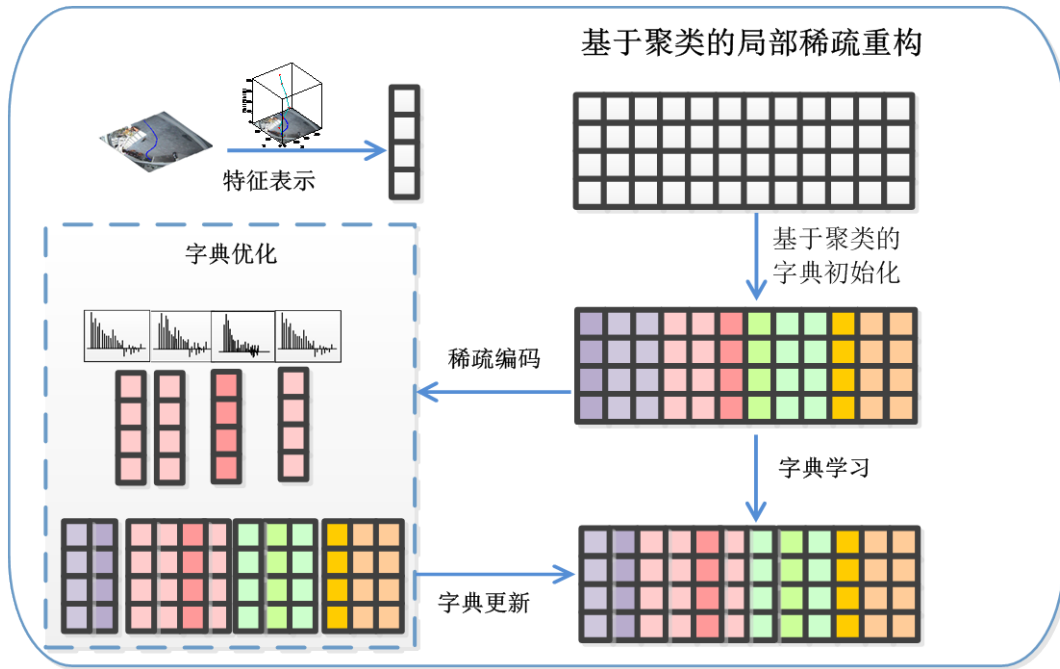 基于聚类的局部稀疏重构
特征表示
基于聚类的
字典初始化
字典优化
稀疏编码
字典学习
字典更新